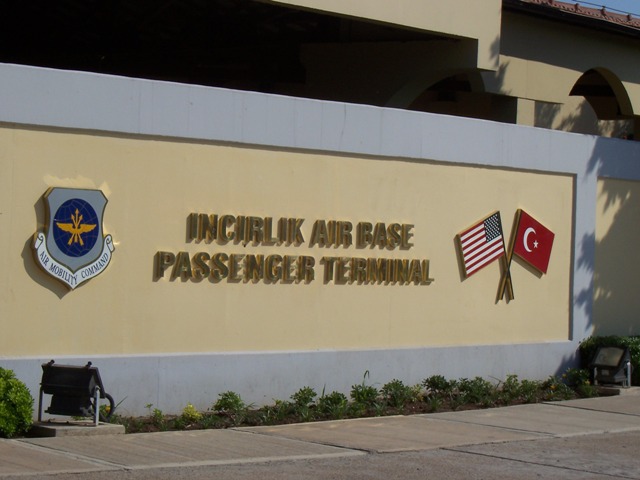 INCIRLIK AIR BASE
PASSENGER TERMINAL
AIR MOBILITY COMMAND